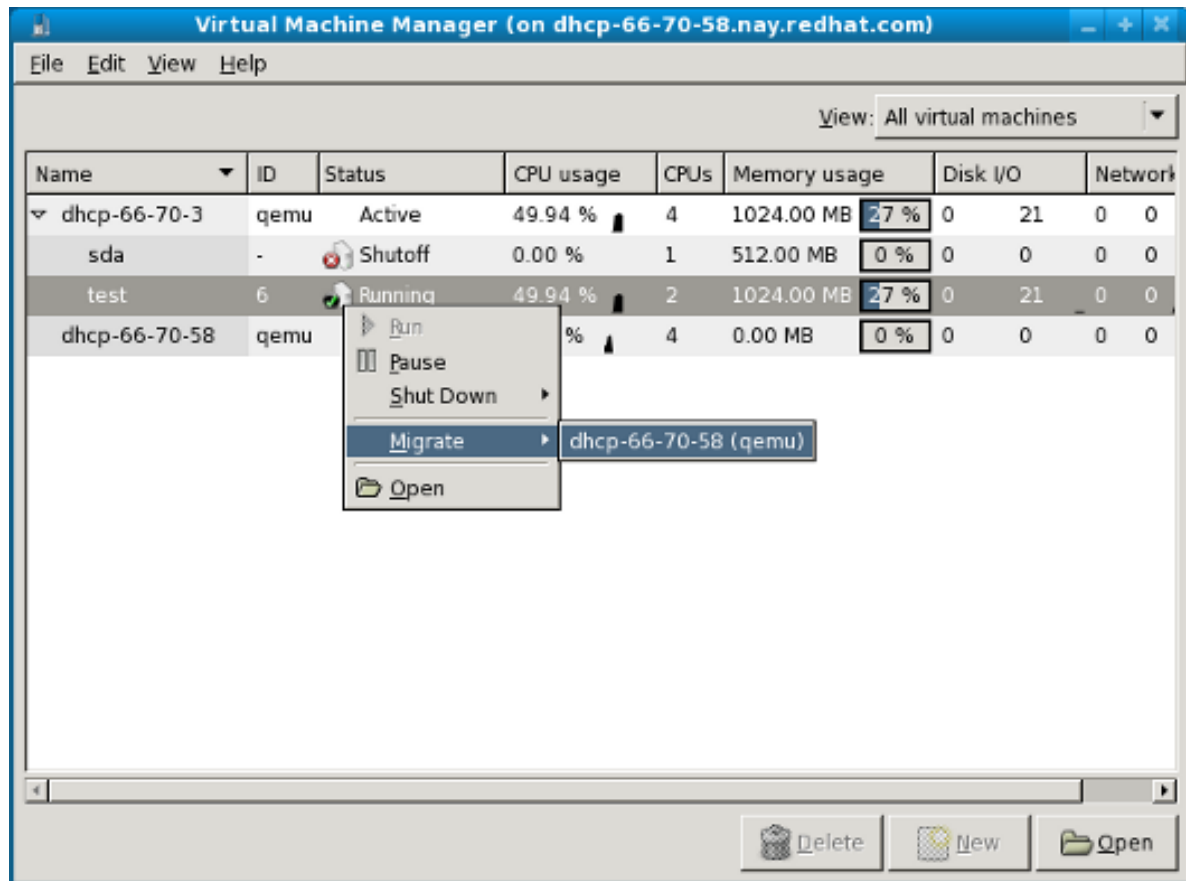 Virtual Machine Manager (on dhcp-66-70-58.nay.redhat.com)
File Edit View Help
View: All virtual machines
Name ID Status CPU usage CPUs Memory usage Disk I/O Network
dhcp-66-70-3 qemu Active 49.94 % 4 1024.00 MB 27 % 0 21 0 0
sda - Shutoff 0.00 % 1 512.00 MB 0 % 0 0 0 0
test 6 Running 49.94 % 2 1024.00 MB 27 % 0 21 0 0
dhcp-66-70-58 qemu % 4 0.00 MB 0 % 0 0 0 0
Run
Pause
Shut Down
Migrate dhcp-66-70-58 (qemu)
Open
Delete New Open